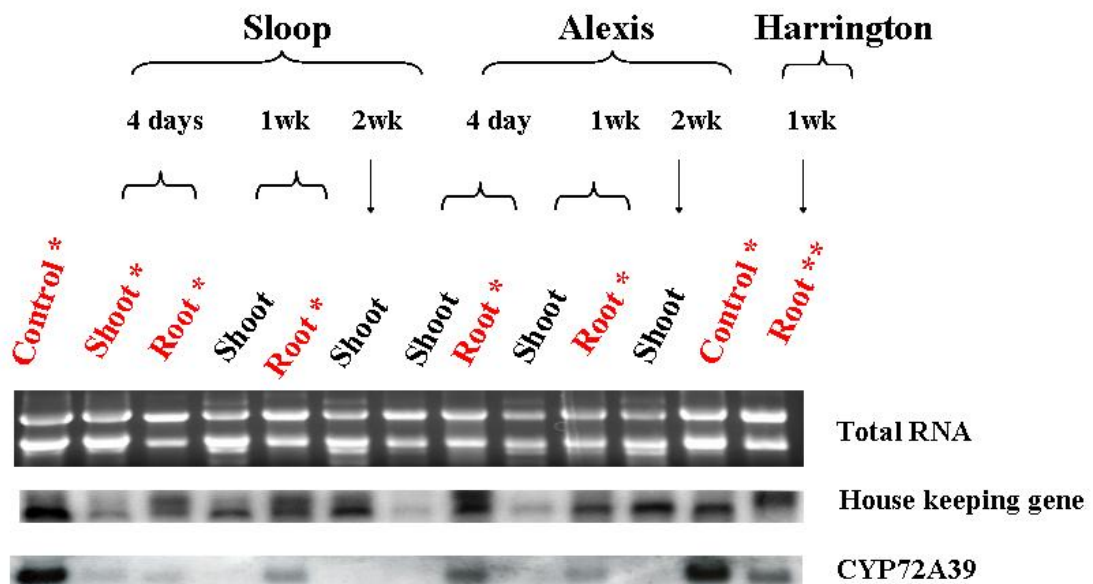 Sloop Alexis Harrington
4 days 1wk 2wk 4 day 1wk 2wk 1wk
Control * Shoot * Root * Shoot Root * Shoot Shoot Root * Shoot Root * Shoot Control * Root **
Total RNA
House keeping gene
CYP72A39